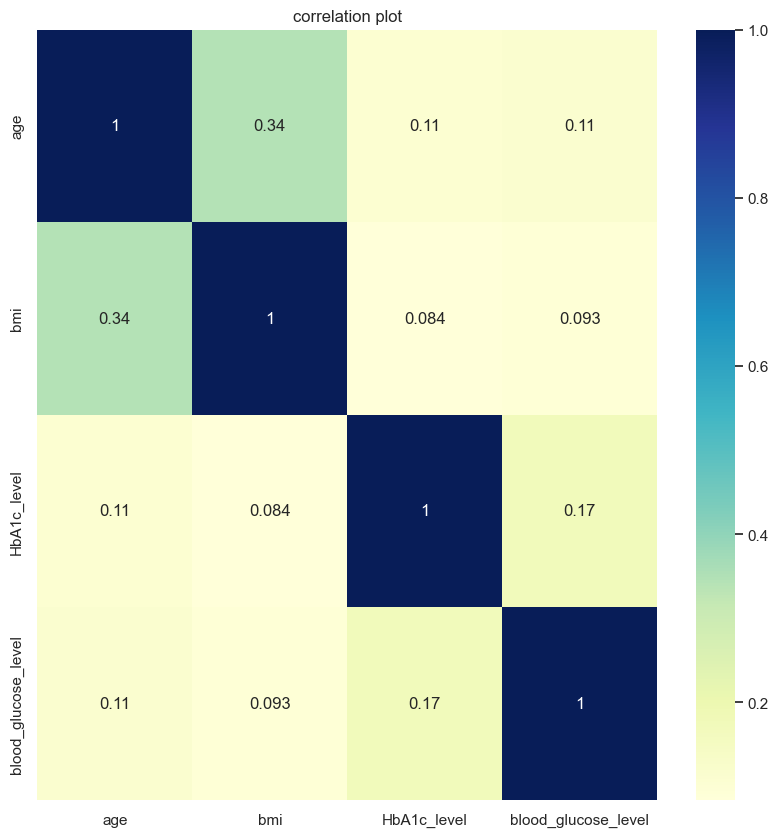 correlation plot
age
1
0.34
0.11
0.11
bmi
0.34
1
0.084
0.093
HbA1c_level
0.11
0.084
1
0.17
blood_glucose_level
0.11
0.093
0.17
1
age
bmi
HbA1c_level
blood_glucose_level
1.0
0.8
0.6
0.4
0.2